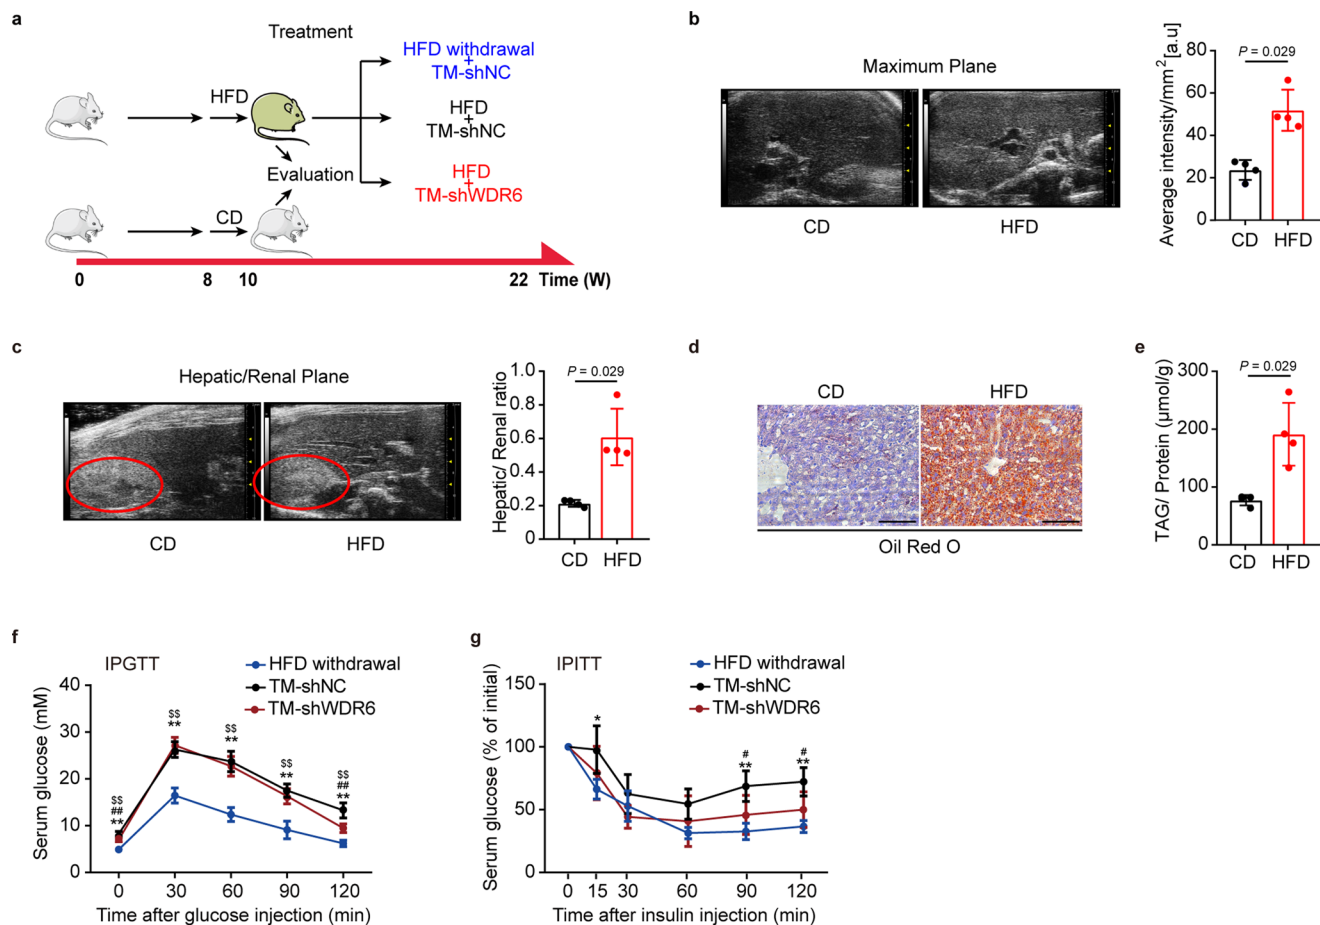 a
Treatment
HFD
HFD withdrawal
+
TM-shNC
HFD
+
TM-shNC
Evaluation
HFD
+
TM-shWDR6
CD
0 8 10 22 Time (W)
b
Maximum Plane
CD HFD
Average intensity/mm²[a.u]
P = 0.029
80
60
40
20
0
CD HFD
c
Hepatic/Renal Plane
CD HFD
Hepatic/ Renal ratio
P = 0.029
1.0
0.8
0.6
0.4
0.2
0
CD HFD
d
CD HFD
Oil Red O
e
TAG/ Protein (µmol/g)
P = 0.029
300
200
100
0
CD HFD
f
IPGTT
HFD withdrawal
TM-shNC
TM-shWDR6
Serum glucose (mM)
40
30
20
10
0
$$
##
**
$$
**
$$
**
$$
**
$$
##
**
0 30 60 90 120
Time after glucose injection (min)
g
IPITT
HFD withdrawal
TM-shNC
TM-shWDR6
Serum glucose (% of initial)
150
100
50
0
*
#
**
#
**
0 15 30 60 90 120
Time after insulin injection (min)